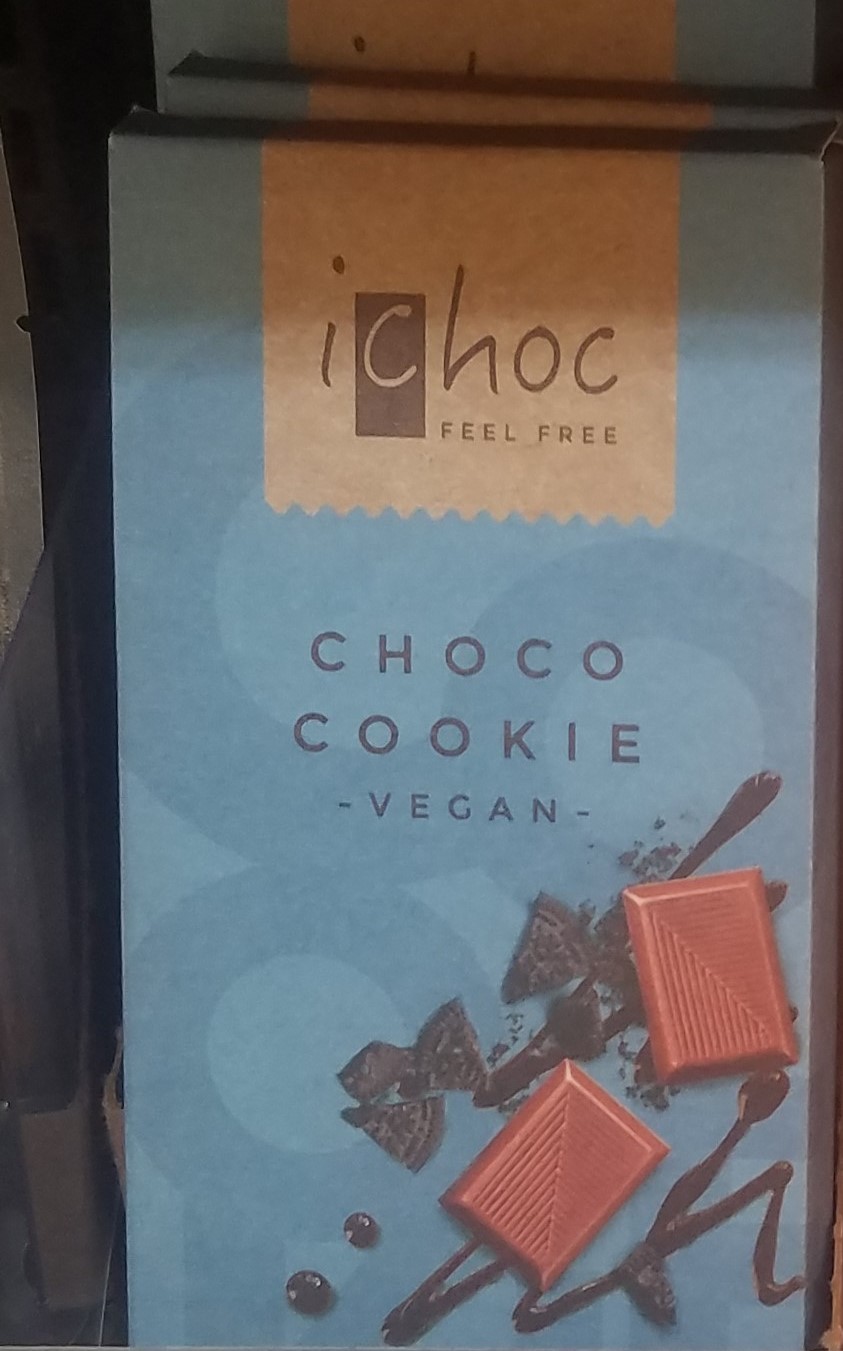 ichoc
FEEL FREE
CHOCO
COOKIE
-VEGAN-